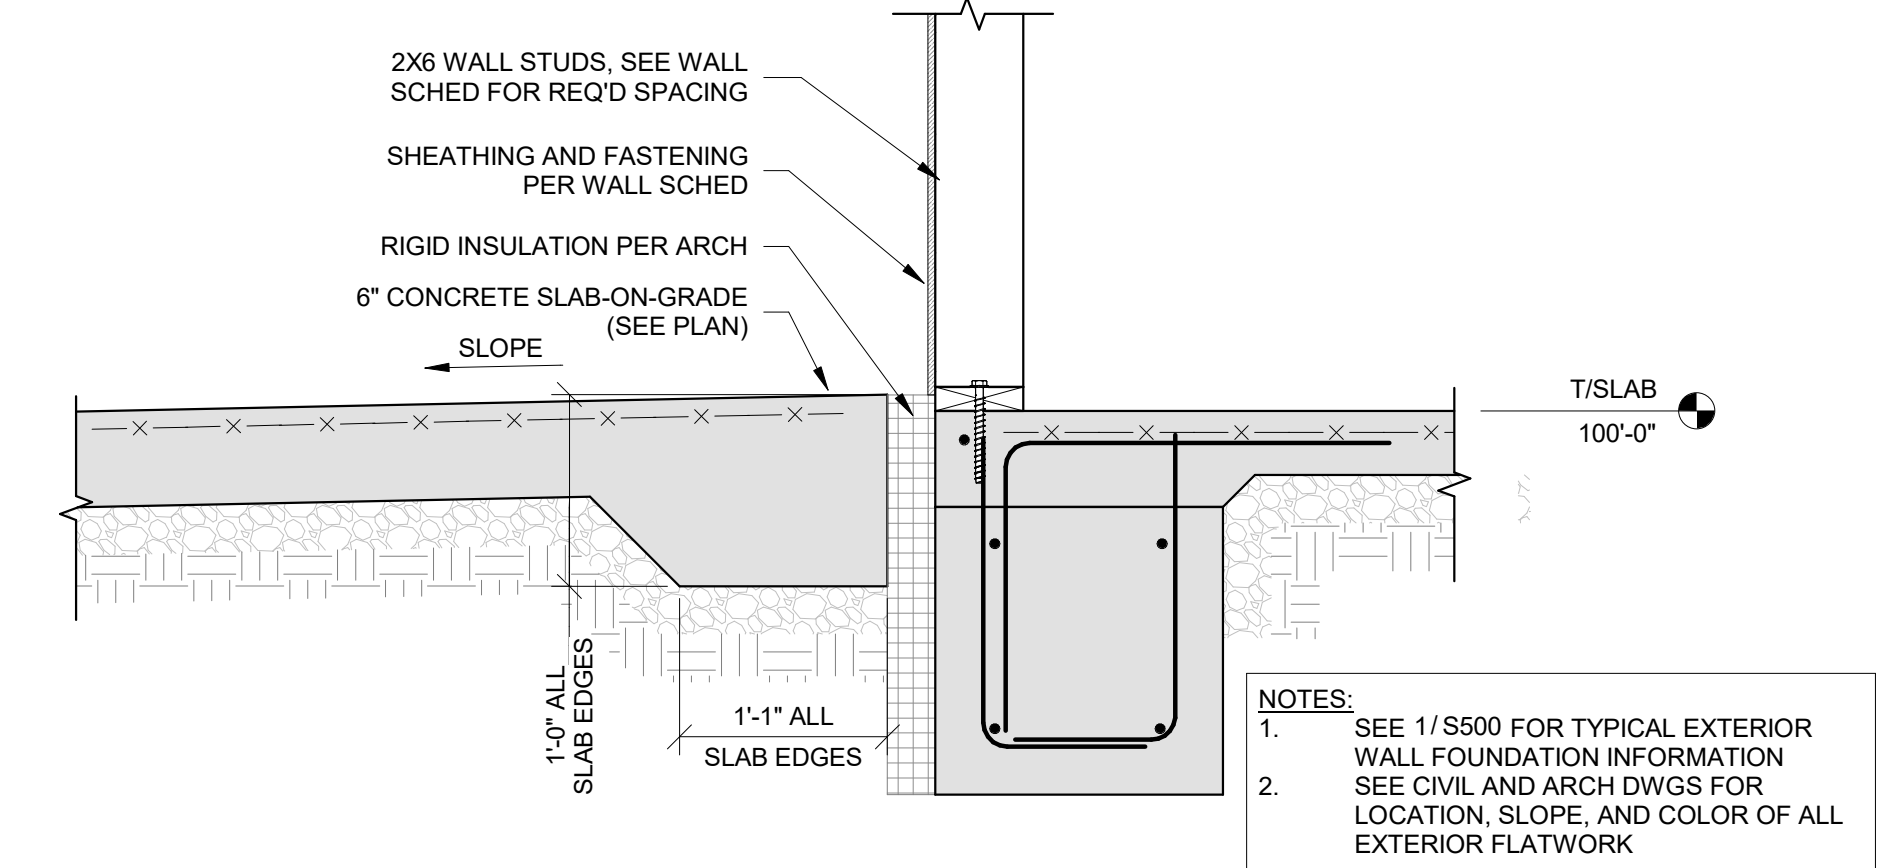 2X6 WALL STUDS, SEE WALL
SCHED FOR REQ'D SPACING
SHEATHING AND FASTENING
PER WALL SCHED
RIGID INSULATION PER ARCH
6" CONCRETE SLAB-ON-GRADE
(SEE PLAN)
SLOPE
T/SLAB
100'-0"
1'-0" ALL
SLAB EDGES
1'-1" ALL
SLAB EDGES
NOTES:
1. SEE 1/S500 FOR TYPICAL EXTERIOR
WALL FOUNDATION INFORMATION
2. SEE CIVIL AND ARCH DWGS FOR
LOCATION, SLOPE, AND COLOR OF ALL
EXTERIOR FLATWORK